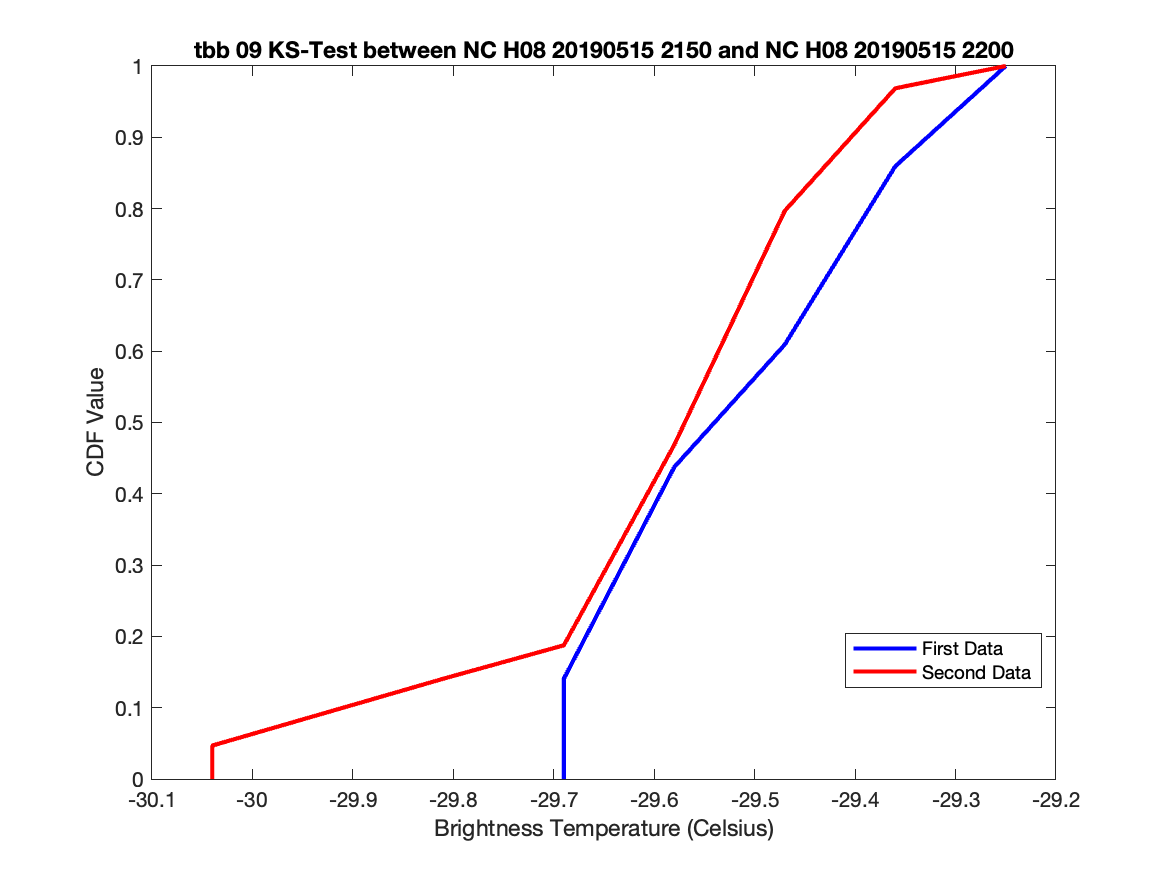 tbb 09 KS-Test between NC H08 20190515 2150 and NC H08 20190515 2200
1
0.9
0.8
0.7
0.6
0.5
0.4
0.3
0.2
0.1
0
CDF Value
First Data
Second Data
-30.1 -30 -29.9 -29.8 -29.7 -29.6 -29.5 -29.4 -29.3 -29.2
Brightness Temperature (Celsius)